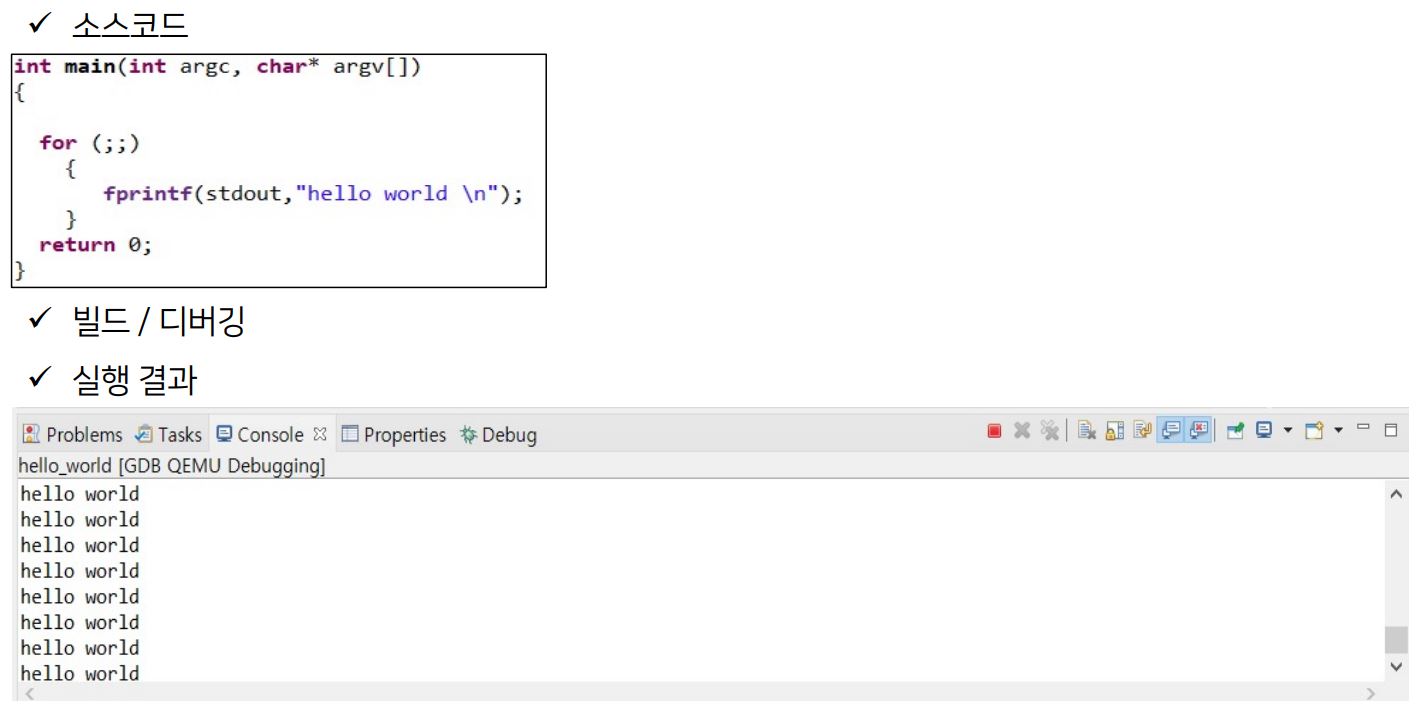 ✓ 소스코드
int main(int argc, char* argv[])
{
for (;;)
{
fprintf(stdout,"hello world \n");
}
return 0;
}
✓ 빌드 / 디버깅
✓ 실행 결과
Problems Tasks Console Properties Debug
hello_world [GDB QEMU Debugging]
hello world
hello world
hello world
hello world
hello world
hello world
hello world
hello world